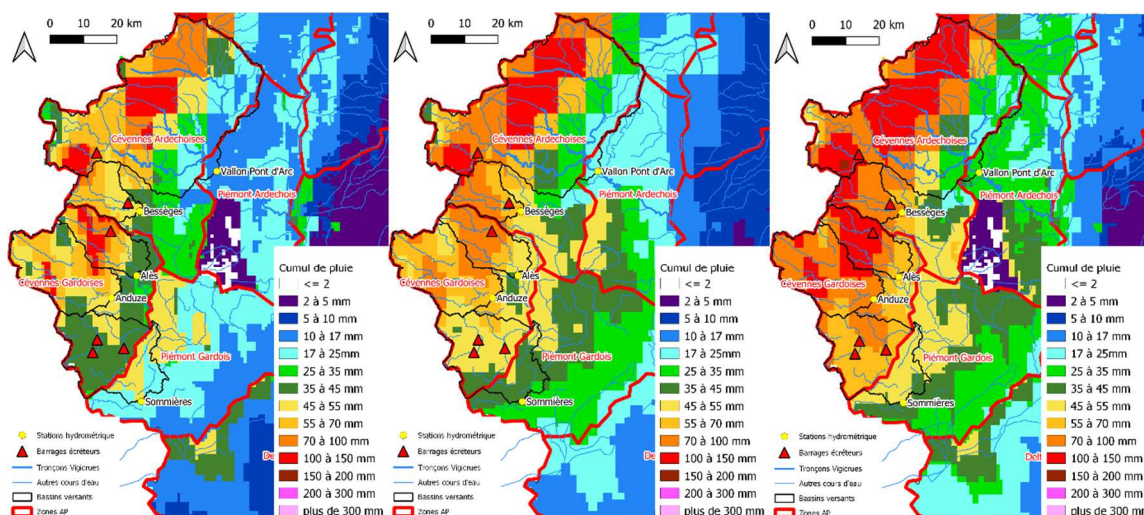 0 10 20 km
Cévennes Ardechoises
Vallon Pont d'Arc
Piémont Ardechois
Bessèges
Alès
Cévennes Gardoises
Anduze
Piémont Gardois
Sommières
Stations hydrométrique
Barrages écréteurs
Tronçons Vigicrues
Autres cours d'eau
Bassins versants
Zones AP
Cumul de pluie
<= 2
2 à 5 mm
5 à 10 mm
10 à 17 mm
17 à 25mm
25 à 35 mm
35 à 45 mm
45 à 55 mm
55 à 70 mm
70 à 100 mm
100 à 150 mm
150 à 200 mm
200 à 300 mm
plus de 300 mm
0 10 20 km
Cévennes Ardechoises
Vallon Pont d'Arc
Piémont Ardechois
Bessèges
Alès
Cévennes Gardoises
Anduze
Piémont Gardois
Sommières
Stations hydrométrique
Barrages écréteurs
Tronçons Vigicrues
Autres cours d'eau
Bassins versants
Zones AP
Cumul de pluie
<= 2
2 à 5 mm
5 à 10 mm
10 à 17 mm
17 à 25mm
25 à 35 mm
35 à 45 mm
45 à 55 mm
55 à 70 mm
70 à 100 mm
100 à 150 mm
150 à 200 mm
200 à 300 mm
plus de 300 mm
0 10 20 km
Cévennes Ardechoises
Vallon Pont d'Arc
Piémont Ardechois
Bessèges
Alès
Cévennes Gardoises
Anduze
Piémont Gardois
Sommières
Stations hydrométrique
Barrages écréteurs
Tronçons Vigicrues
Autres cours d'eau
Bassins versants
Zones AP
Cumul de pluie
<= 2
2 à 5 mm
5 à 10 mm
10 à 17 mm
17 à 25mm
25 à 35 mm
35 à 45 mm
45 à 55 mm
55 à 70 mm
70 à 100 mm
100 à 150 mm
150 à 200 mm
200 à 300 mm
plus de 300 mm